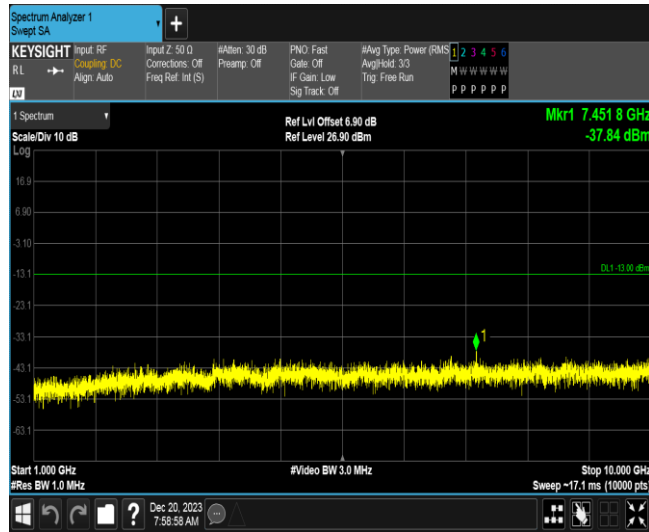 Spectrum Analyzer 1
Swept SA
+
KEYSIGHT
RL
LXI
Input: RF
Coupling: DC
Align: Auto
Input Z: 50 Ω
Corrections: Off
Freq Ref: Int (S)
#Atten: 30 dB
Preamp: Off
PNO: Fast
Gate: Off
IF Gain: Low
Sig Track: Off
#Avg Type: Power (RMS
Avg|Hold: 3/3
Trig: Free Run
1 2 3 4 5 6
M W W W W W
P P P P P P
1 Spectrum
Scale/Div 10 dB
Log
Ref Lvl Offset 6.90 dB
Ref Level 26.90 dBm
Mkr1 7.451 8 GHz
-37.84 dBm
16.9
6.90
-3.10
-13.1
DL1 -13.00 dBm
-23.1
-33.1
1
-43.1
-53.1
-63.1
Start 1.000 GHz
#Video BW 3.0 MHz
Stop 10.000 GHz
#Res BW 1.0 MHz
Sweep ~17.1 ms (10000 pts)
?
Dec 20, 2023
7:58:58 AM